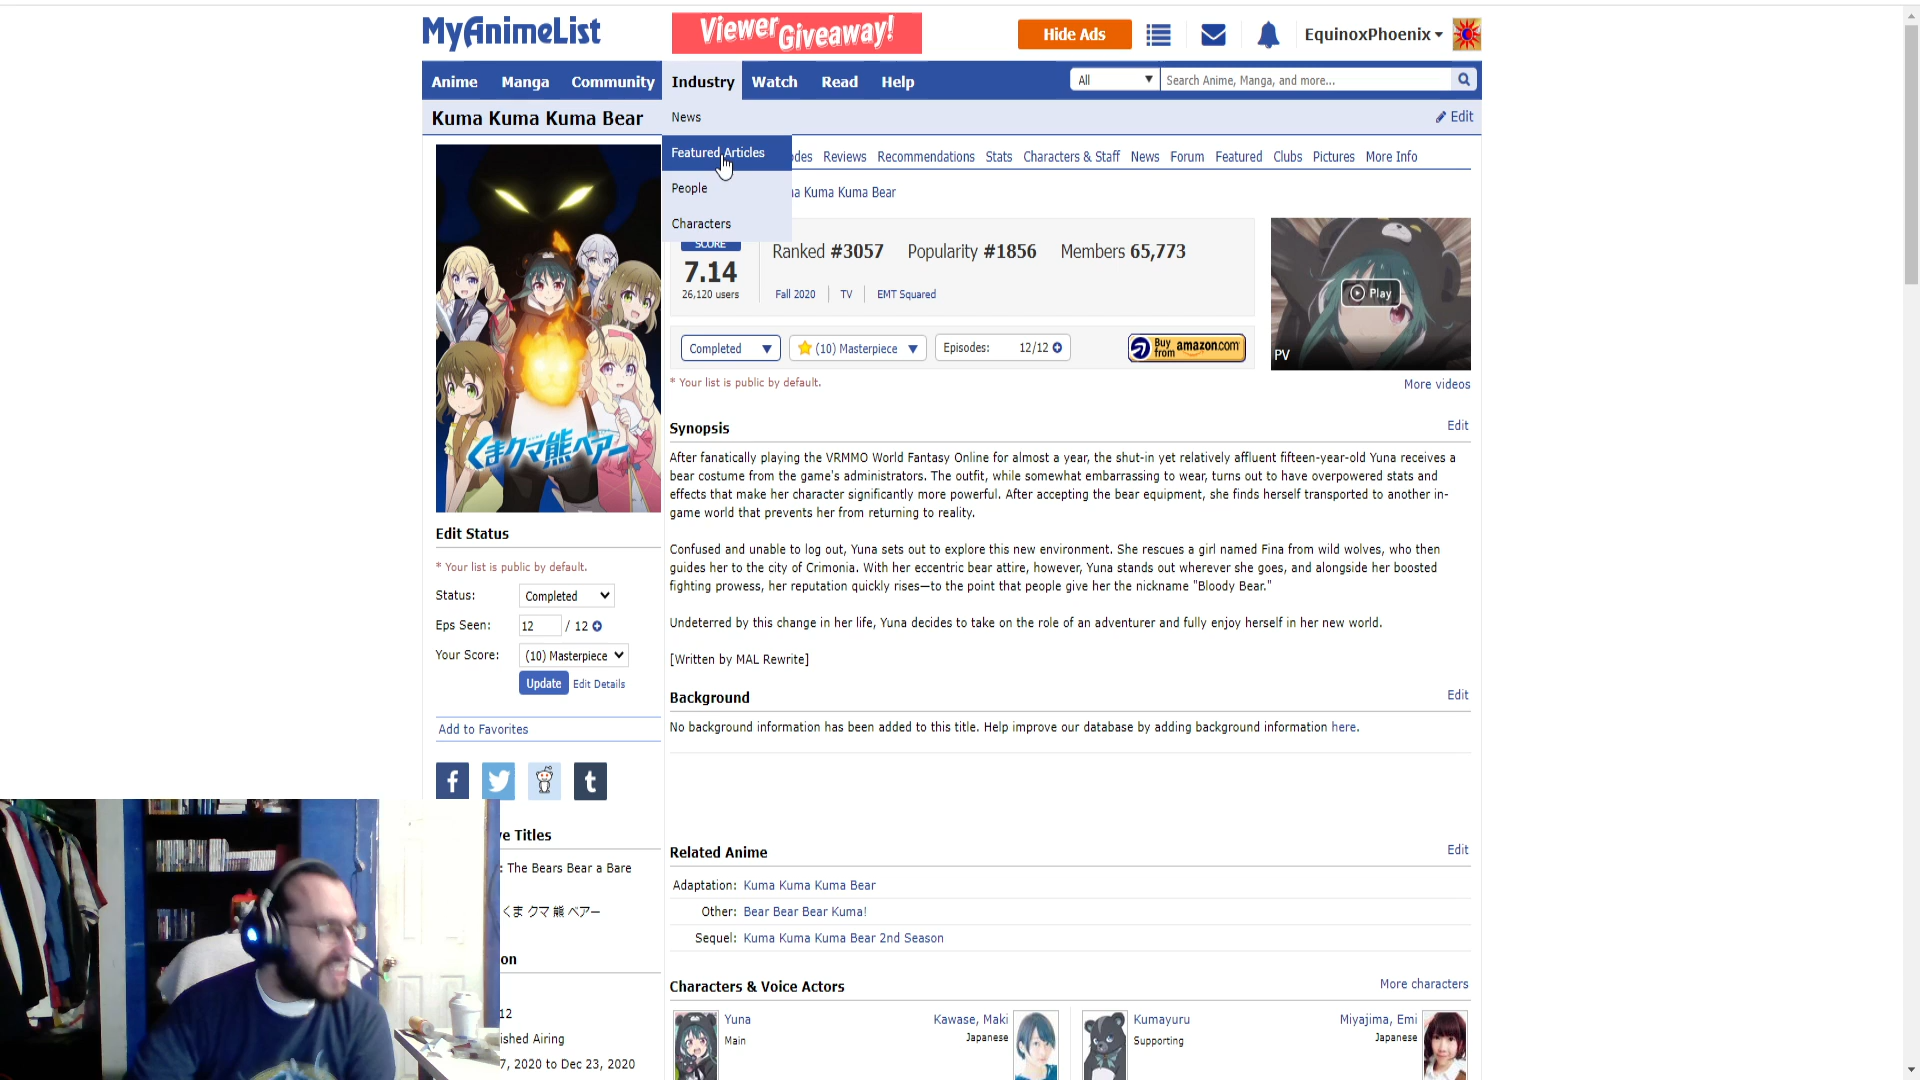 MyAnimeList
Viewer Giveaway!
Hide Ads
EquinoxPhoenix
Anime Manga Community Industry Watch Read Help
All
Search Anime, Manga, and more...
Kuma Kuma Kuma Bear
Edit
News
Featured Articles
People
Characters
Reviews Recommendations Stats Characters & Staff News Forum Featured Clubs Pictures More Info
Kuma Kuma Bear
SCORE
7.14
26,120 users
Ranked #3057 Popularity #1856 Members 65,773
Fall 2020 TV EMT Squared
Play
PV
Completed
(10) Masterpiece
Episodes: 12/12
Buy from amazon.com
* Your list is public by default.
More videos
くまクマ熊ベアー
Synopsis
Edit
After fanatically playing the VRMMO World Fantasy Online for almost a year, the shut-in yet relatively affluent fifteen-year-old Yuna receives a
bear costume from the game's administrators. The outfit, while somewhat embarrassing to wear, turns out to have overpowered stats and
effects that make her character significantly more powerful. After accepting the bear equipment, she finds herself transported to another in-
game world that prevents her from returning to reality.
Confused and unable to log out, Yuna sets out to explore this new environment. She rescues a girl named Fina from wild wolves, who then
guides her to the city of Crimonia. With her eccentric bear attire, however, Yuna stands out wherever she goes, and alongside her boosted
fighting prowess, her reputation quickly rises—to the point that people give her the nickname "Bloody Bear."
Undeterred by this change in her life, Yuna decides to take on the role of an adventurer and fully enjoy herself in her new world.
[Written by MAL Rewrite]
Background
Edit
No background information has been added to this title. Help improve our database by adding background information here.
Related Anime
Edit
Adaptation: Kuma Kuma Kuma Bear
Other: Bear Bear Bear Kuma!
Sequel: Kuma Kuma Kuma Bear 2nd Season
Characters & Voice Actors
More characters
Yuna
Main
Kawase, Maki
Japanese
Kumayuru
Supporting
Miyajima, Emi
Japanese
Edit Status
* Your list is public by default.
Status: Completed
Eps Seen: 12 / 12
Your Score: (10) Masterpiece
Update Edit Details
Add to Favorites
f
t
Titles
: The Bears Bear a Bare
くま クマ 熊 ベアー
12
Airing
7, 2020 to Dec 23, 2020